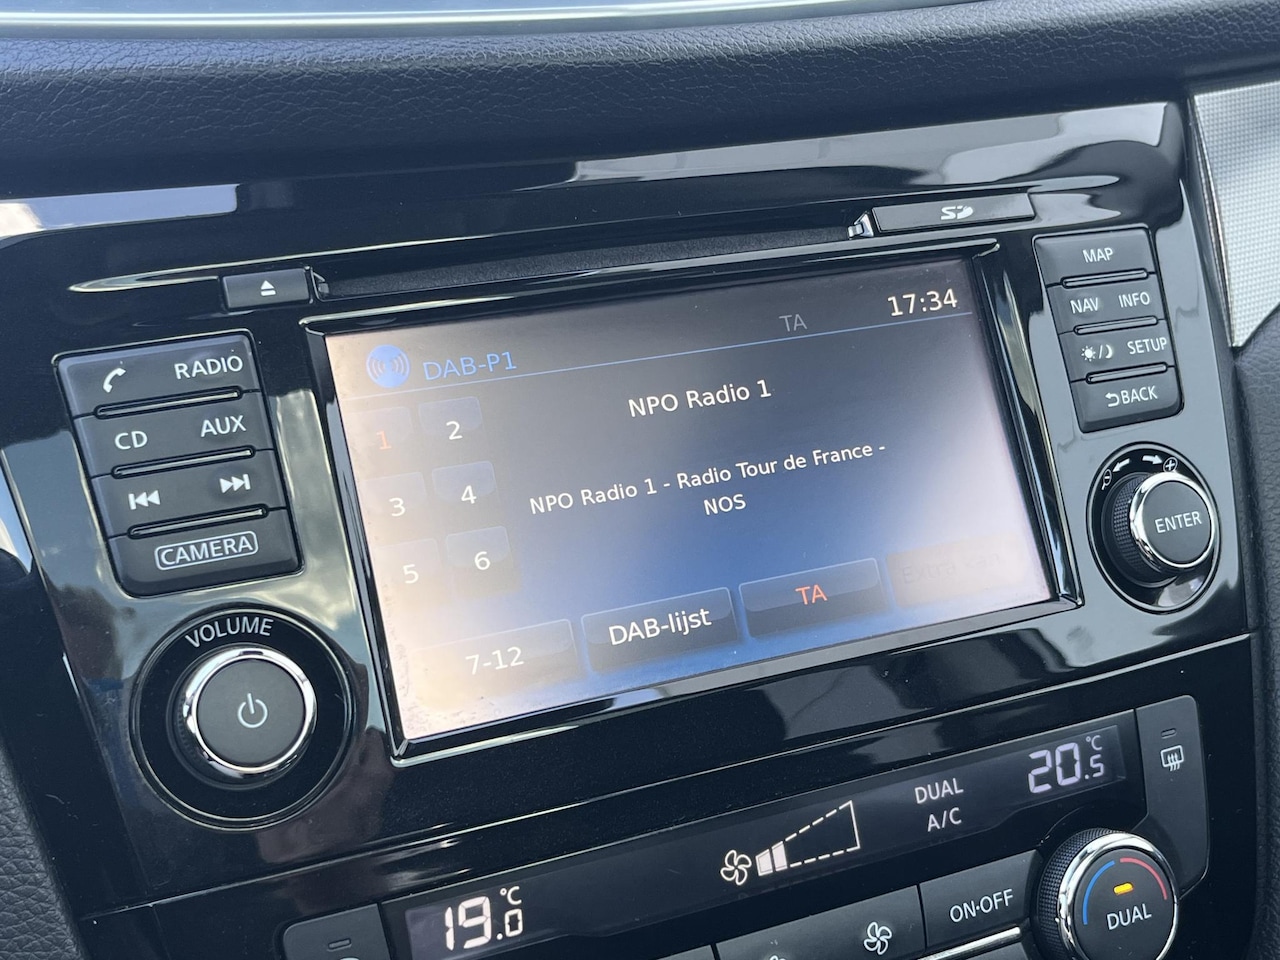 SD
MAP
NAV INFO
SETUP
BACK
ENTER
RADIO
CD AUX
CAMERA
VOLUME
TA 17:34
DAB-P1
NPO Radio 1
1 2
3 4
5 6
NPO Radio 1 - Radio Tour de France -
NOS
7-12 DAB-lijst TA
DUAL
A/C
20.5 °C
19.0 °C
ON·OFF
DUAL